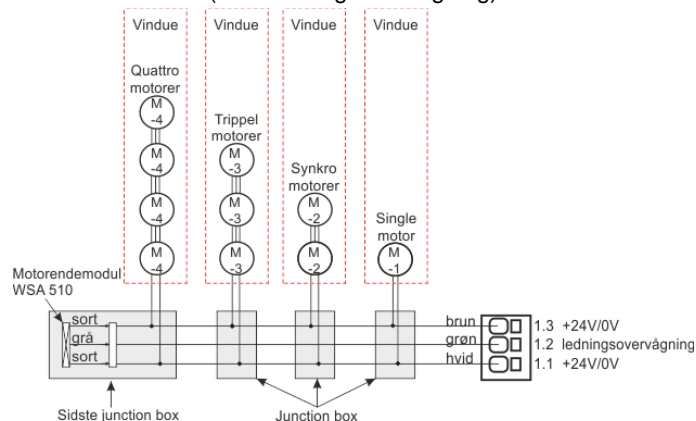 Vindue
Vindue
Vindue
Vindue
Quattro
motorer
M
-4
M
-4
M
-4
M
-4
Trippel
motorer
M
-3
M
-3
M
-3
Synkro
motorer
M
-2
M
-2
Single
motor
M
-1
Motorendemodul
WSA 510
sort
grå
sort
brun
grøn
hvid
1.3 +24V/0V
1.2 ledningsovervågning
1.1 +24V/0V
Sidste junction box
Junction box